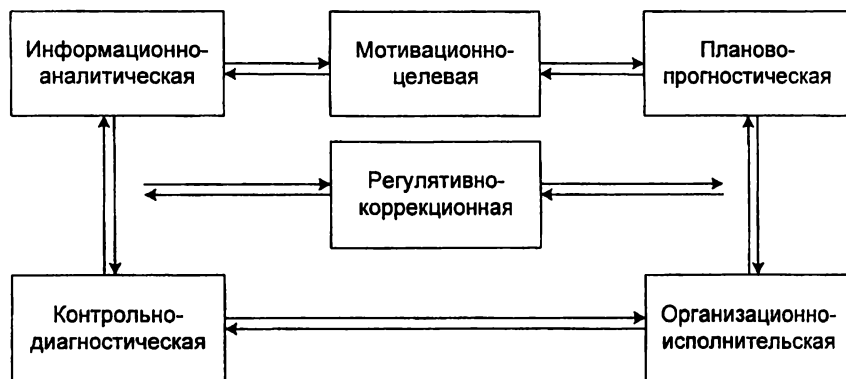 Информационно-
аналитическая
Мотивационно-
целевая
Планово-
прогностическая
Регулятивно-
коррекционная
Контрольно-
диагностическая
Организационно-
исполнительская